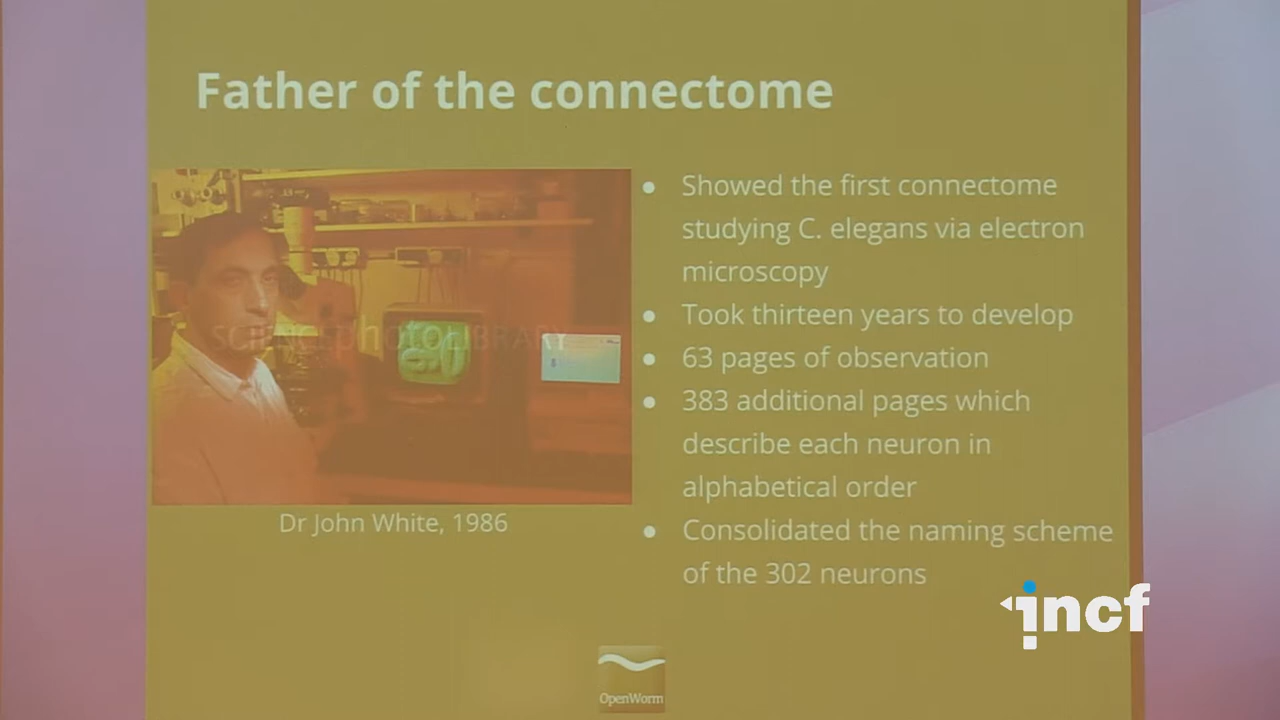 Father of the connectome
SCIENCEPHOTOLIBRARY
Dr John White, 1986
● Showed the first connectome
studying C. elegans via electron
microscopy
● Took thirteen years to develop
● 63 pages of observation
● 383 additional pages which
describe each neuron in
alphabetical order
● Consolidated the naming scheme
of the 302 neurons
incf
OpenWorm